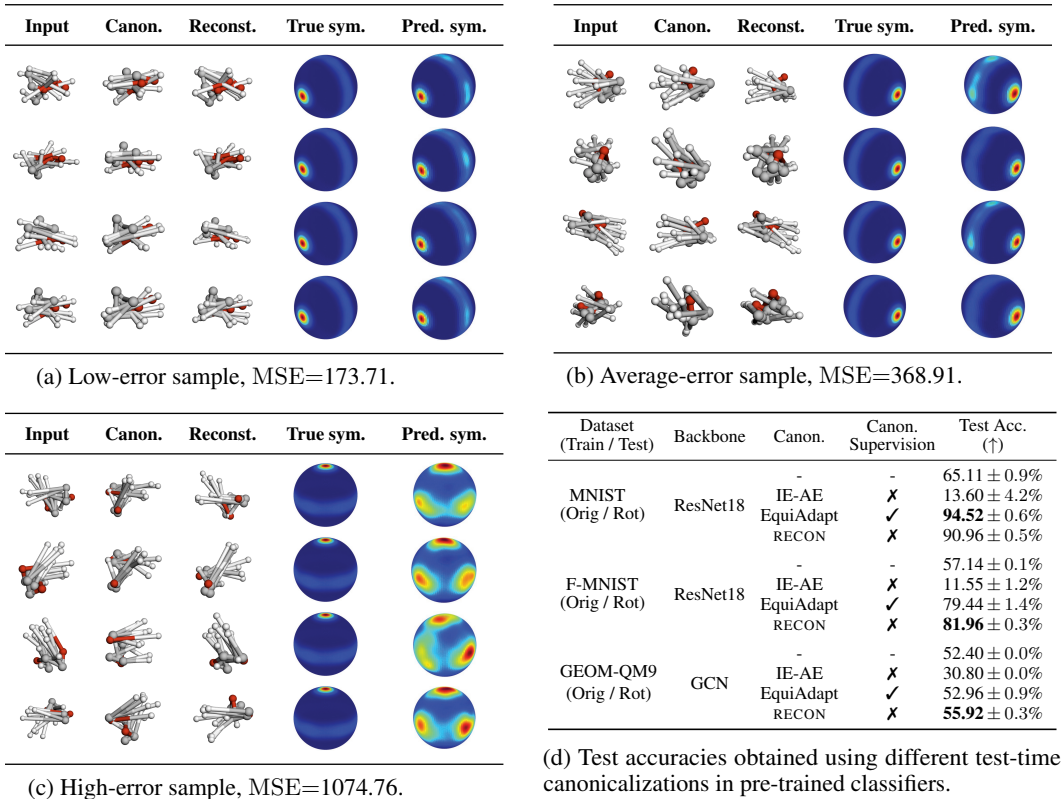 Input Canon. Reconst. True sym. Pred. sym.
(a) Low-error sample, MSE=173.71.
Input Canon. Reconst. True sym. Pred. sym.
(b) Average-error sample, MSE=368.91.
Input Canon. Reconst. True sym. Pred. sym.
(c) High-error sample, MSE=1074.76.
Dataset (Train / Test) Backbone Canon. Canon. Supervision Test Acc. (↑)
MNIST (Orig / Rot) ResNet18
- - 65.11 ± 0.9%
IE-AE ✗ 13.60 ± 4.2%
EquiAdapt ✓ 94.52 ± 0.6%
RECON ✗ 90.96 ± 0.5%
F-MNIST (Orig / Rot) ResNet18
- - 57.14 ± 0.1%
IE-AE ✗ 11.55 ± 1.2%
EquiAdapt ✓ 79.44 ± 1.4%
RECON ✗ 81.96 ± 0.3%
GEOM-QM9 (Orig / Rot) GCN
- - 52.40 ± 0.0%
IE-AE ✗ 30.80 ± 0.0%
EquiAdapt ✓ 52.96 ± 0.9%
RECON ✗ 55.92 ± 0.3%
(d) Test accuracies obtained using different test-time
canonicalizations in pre-trained classifiers.